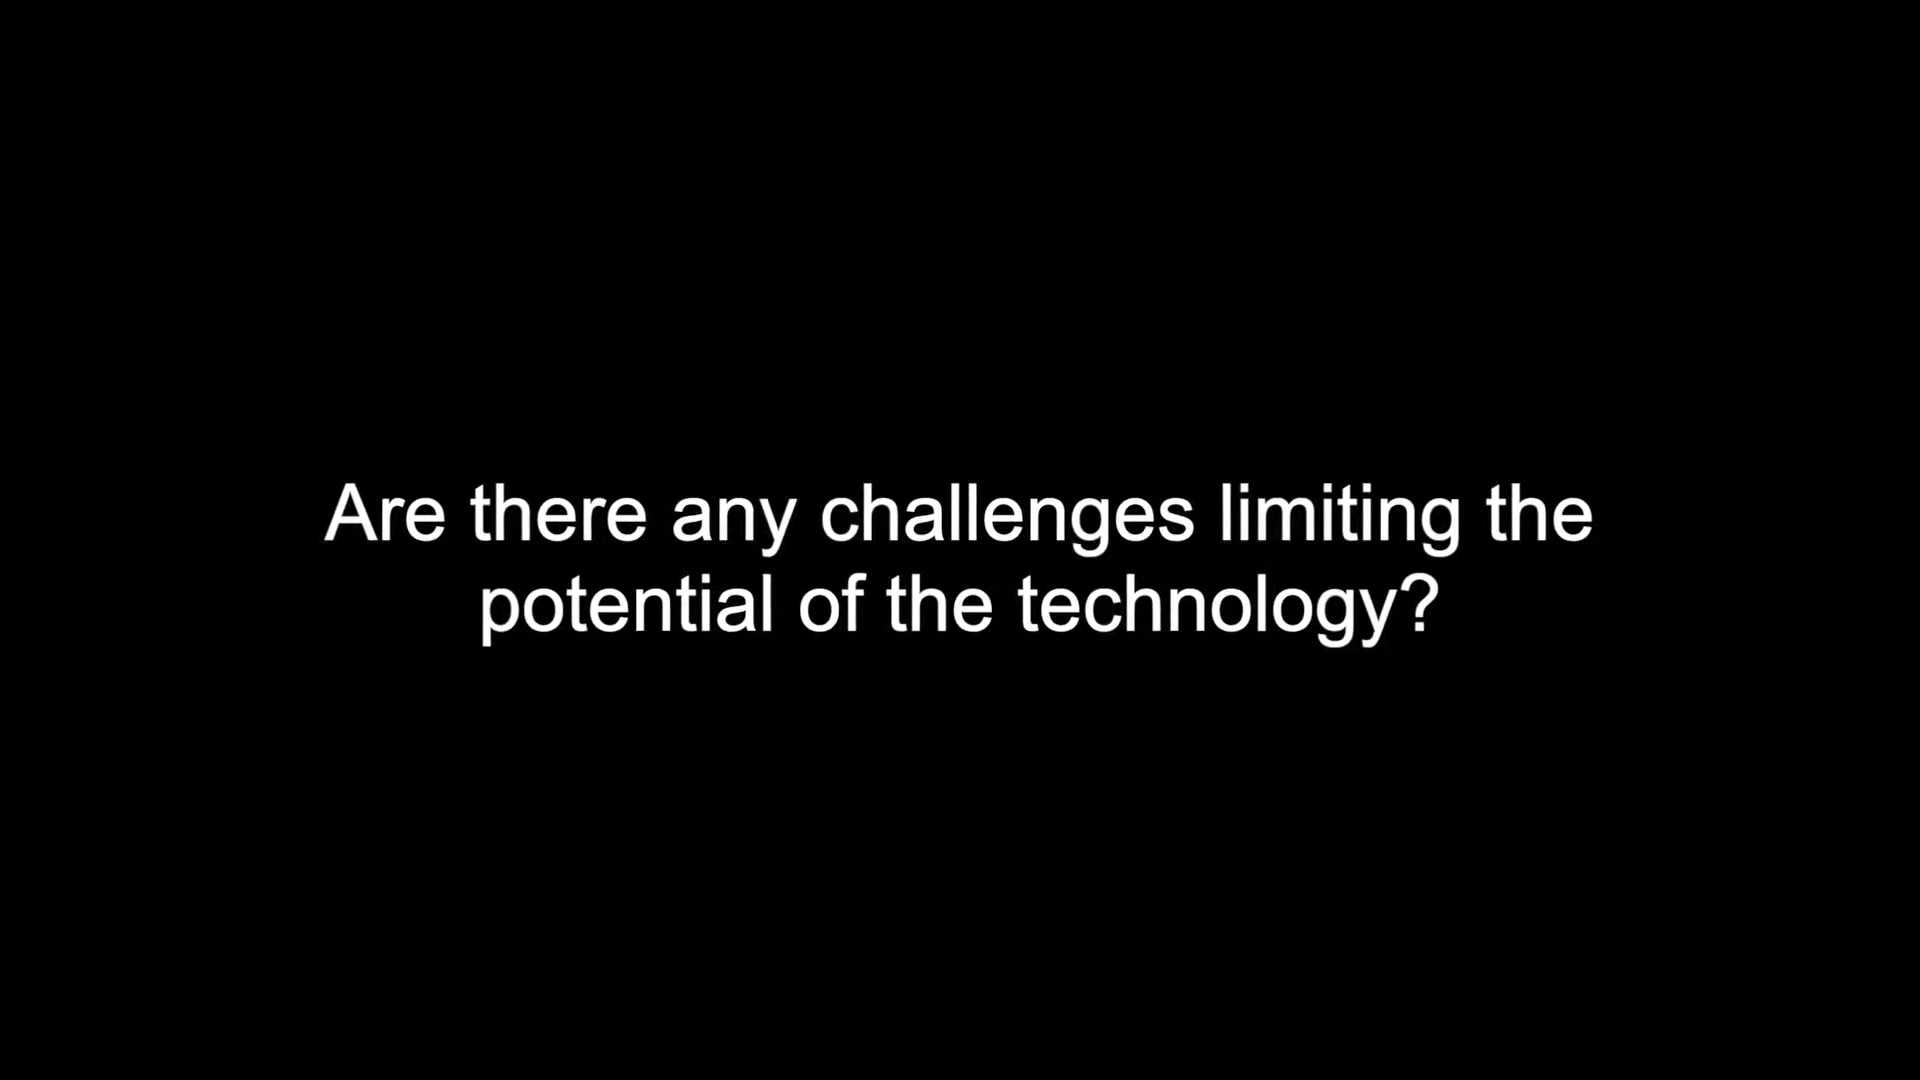 Are there any challenges limiting the
potential of the technology?